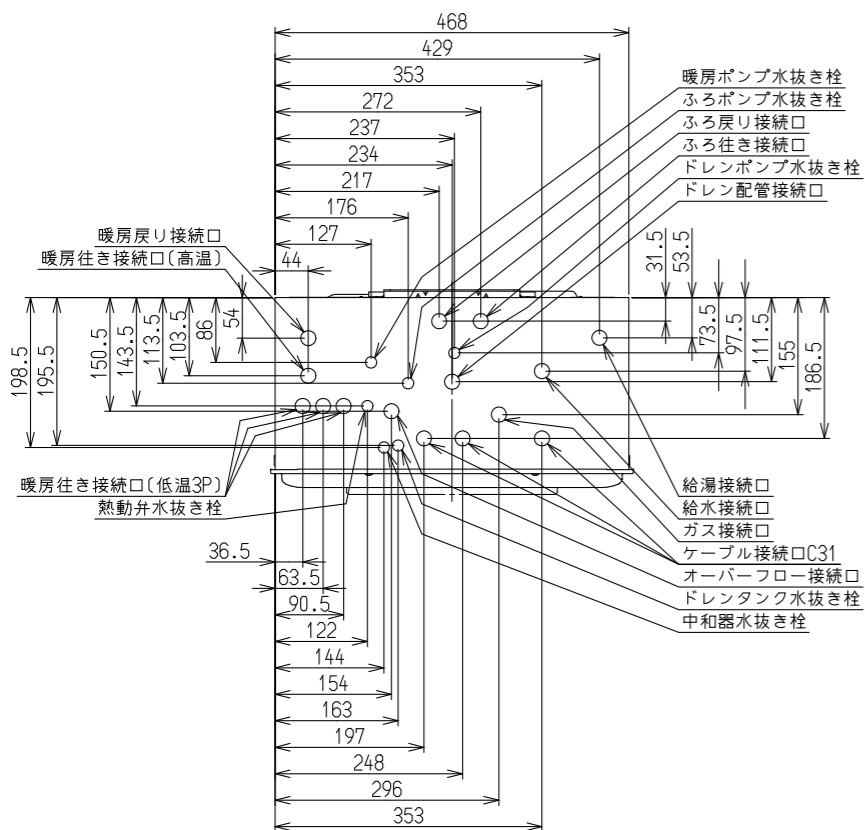 468
429
353
272
237
234
217
176
127
44
暖房ポンプ水抜き栓
ふろポンプ水抜き栓
ふろ戻り接続口
ふろ往き接続口
ドレンポンプ水抜き栓
ドレン配管接続口
暖房戻り接続口
暖房往き接続口(高温)
198.5
195.5
150.5
143.5
113.5
103.5
86
54
31.5
53.5
73.5
97.5
111.5
155
186.5
暖房往き接続口(低温3P)
熱動弁水抜き栓
給湯接続口
給水接続口
ガス接続口
ケーブル接続口C31
オーバーフロー接続口
ドレンタンク水抜き栓
中和器水抜き栓
36.5
63.5
90.5
122
144
154
163
197
248
296
353